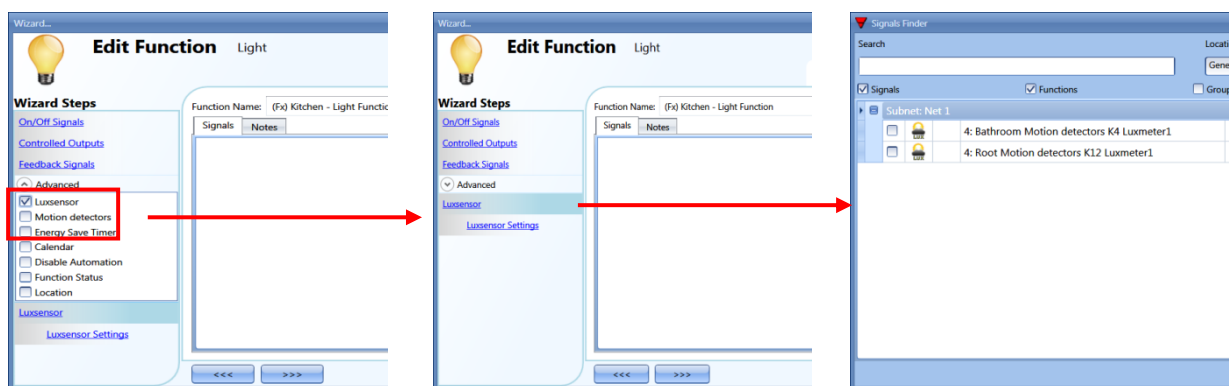 Wizard...
Edit Function Light
Wizard Steps
On/Off Signals
Controlled Outputs
Feedback Signals
Advanced
Luxsensor
Motion detectors
Energy Save Timer
Calendar
Disable Automation
Function Status
Location
Luxsensor
Luxsensor Settings
Function Name: (Fx) Kitchen - Light Functio
Signals Notes
<<< >>>
Wizard...
Edit Function Light
Wizard Steps
On/Off Signals
Controlled Outputs
Feedback Signals
Advanced
Luxsensor
Luxsensor Settings
Function Name: (Fx) Kitchen - Light Function
Signals Notes
<<< >>>
Signals Finder
Search Locati
Gene
Signals Functions Group
Subnet: Net 1
4: Bathroom Motion detectors K4 Luxmeter1
4: Root Motion detectors K12 Luxmeter1